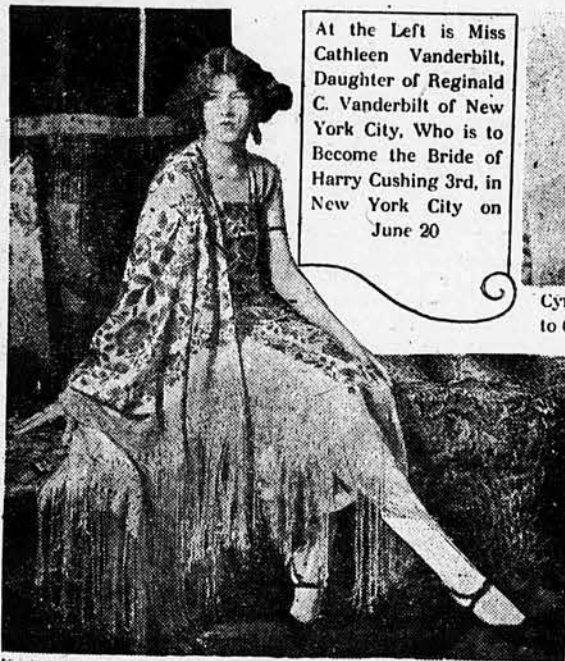 At the Left is Miss
Cathleen Vanderbilt,
Daughter of Reginald
C. Vanderbilt of New
York City, Who is to
Become the Bride of
Harry Cushing 3rd, in
New York City on
June 20
to